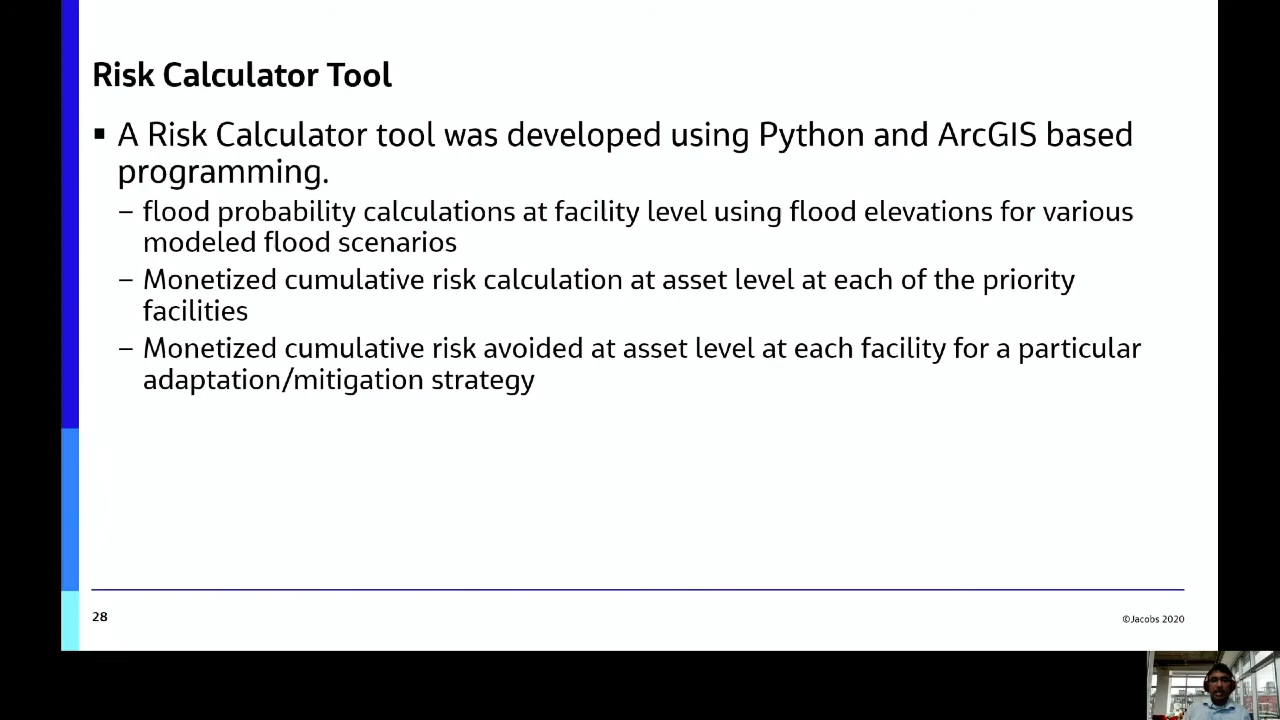 Risk Calculator Tool
▪ A Risk Calculator tool was developed using Python and ArcGIS based
programming.
– flood probability calculations at facility level using flood elevations for various
modeled flood scenarios
– Monetized cumulative risk calculation at asset level at each of the priority
facilities
– Monetized cumulative risk avoided at asset level at each facility for a particular
adaptation/mitigation strategy
28
©Jacobs 2020